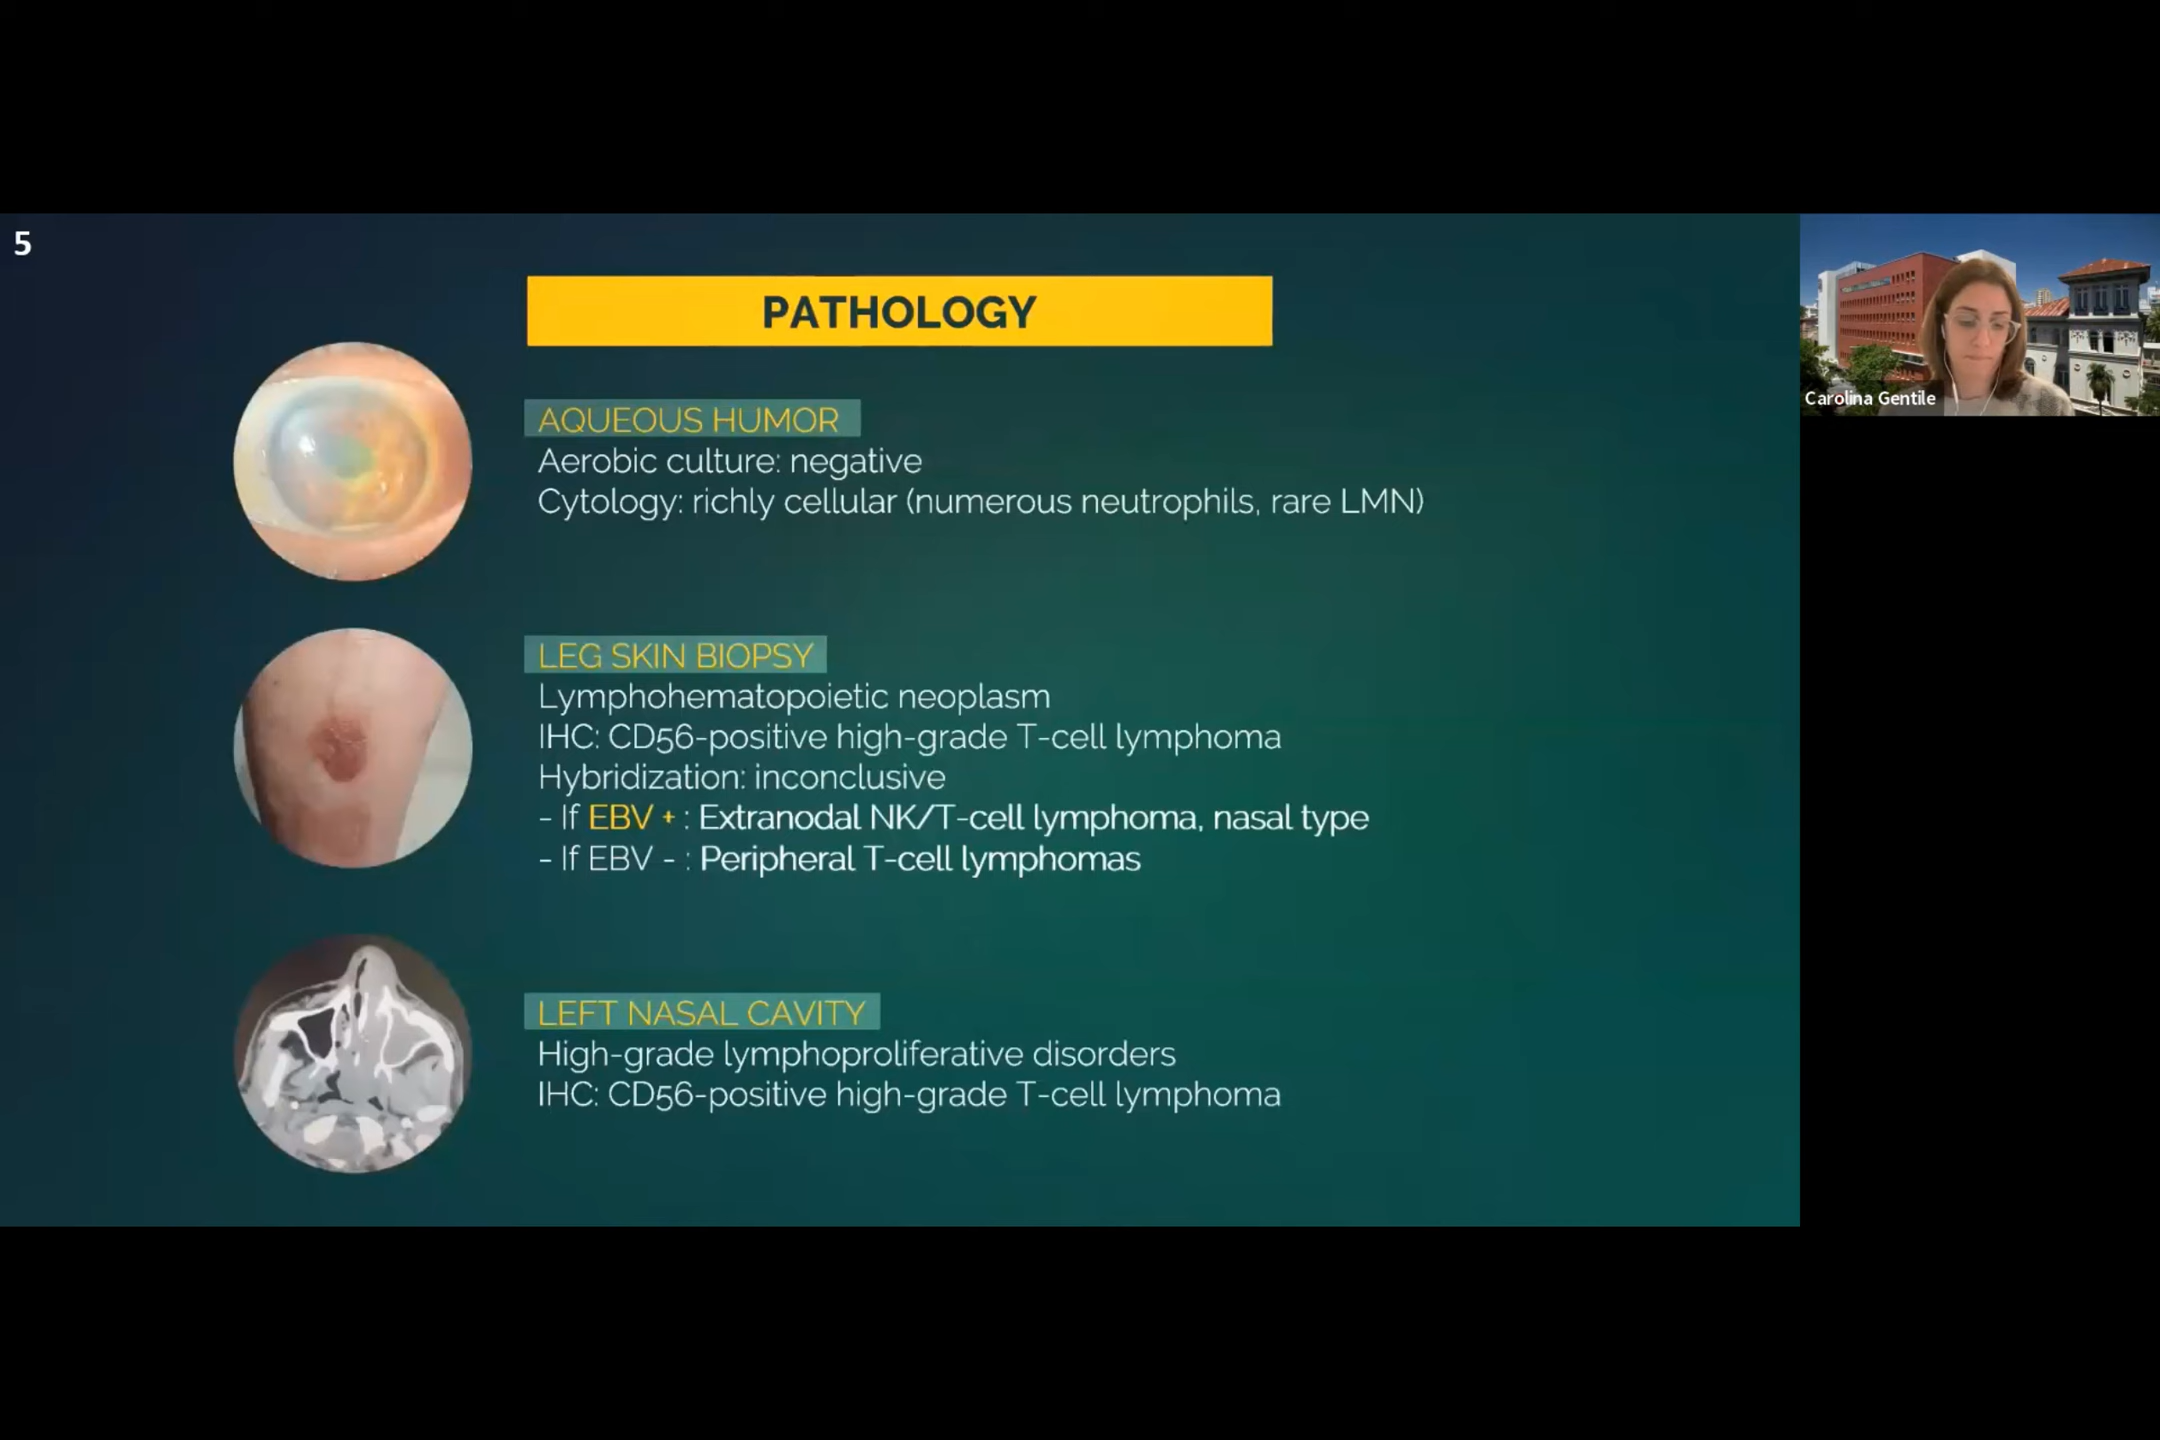 5
PATHOLOGY
AQUEOUS HUMOR
Aerobic culture: negative
Cytology: richly cellular (numerous neutrophils, rare LMN)
LEG SKIN BIOPSY
Lymphohematopoietic neoplasm
IHC: CD56-positive high-grade T-cell lymphoma
Hybridization: inconclusive
- If EBV + : Extranodal NK/T-cell lymphoma, nasal type
- If EBV - : Peripheral T-cell lymphomas
LEFT NASAL CAVITY
High-grade lymphoproliferative disorders
IHC: CD56-positive high-grade T-cell lymphoma
Carolina Gentile